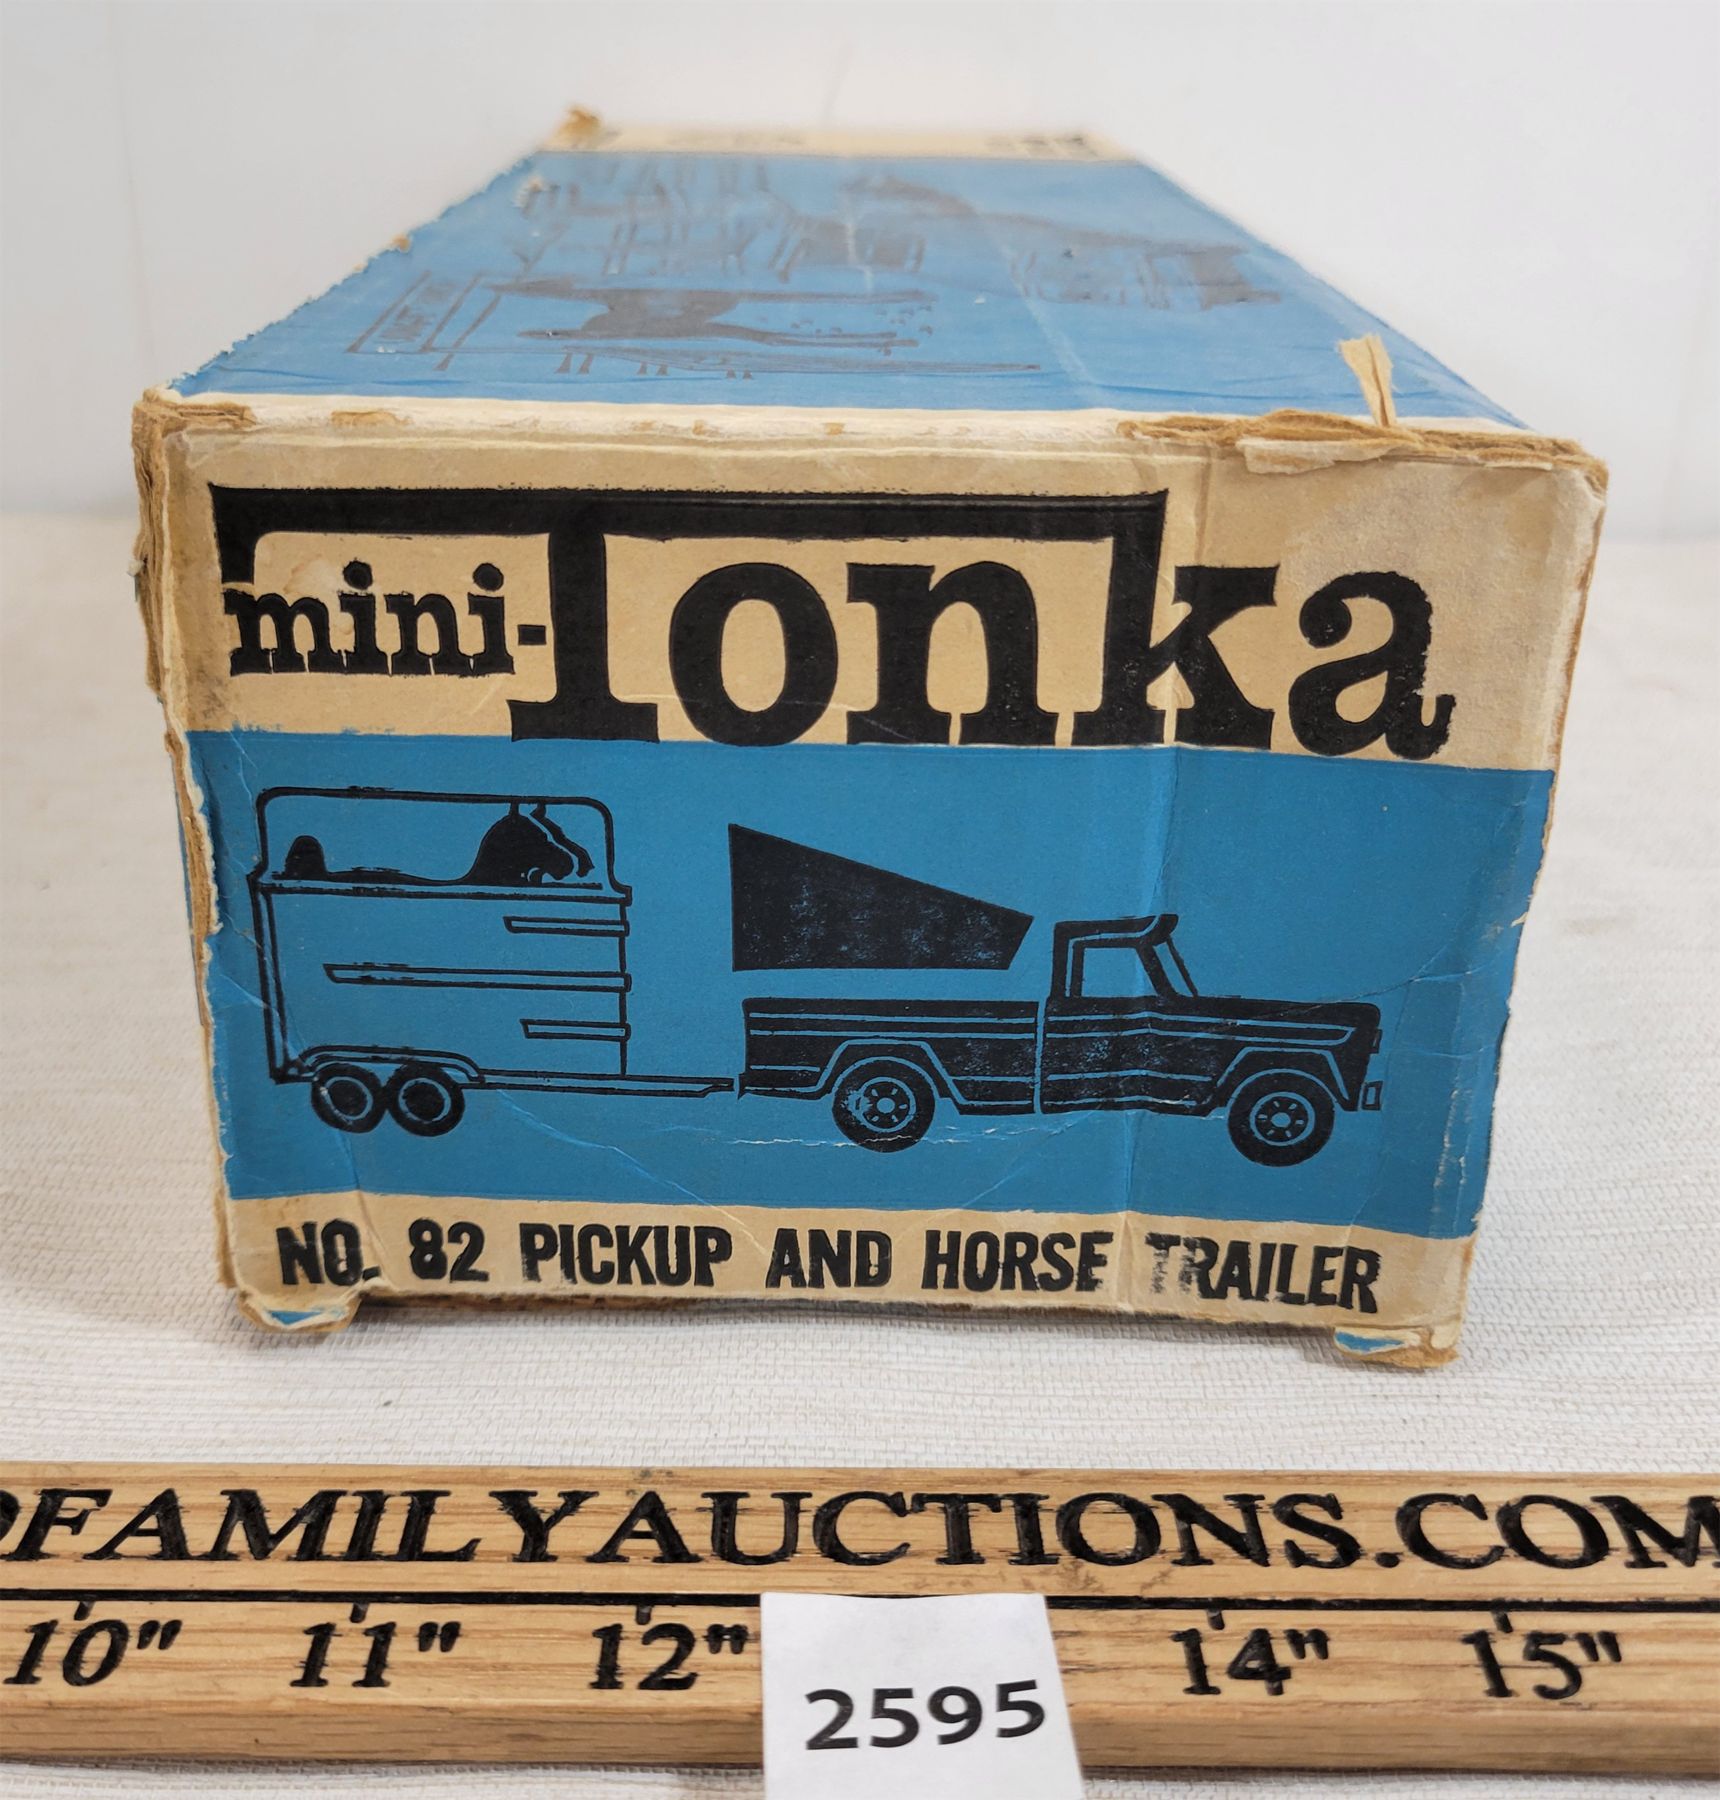 mini-Tonka
NO. 82 PICKUP AND HORSE TRAILER
FAMILYAUCTIONS.COM
10" 11" 12" 14" 15"
2595